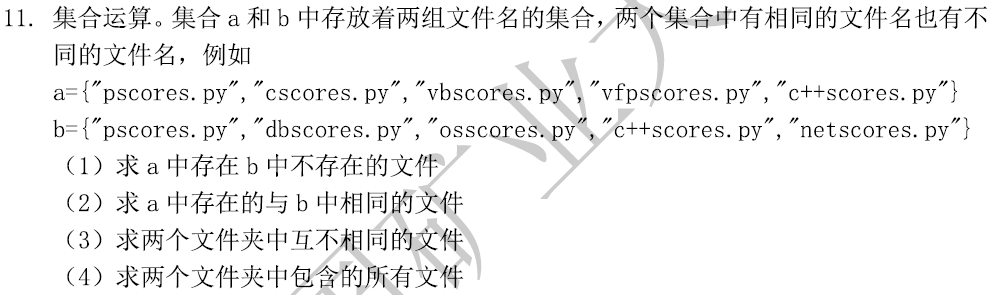 11. 集合运算。集合 a 和 b 中存放着两组文件名的集合，两个集合中有相同的文件名也有不
同的文件名，例如
a={"pscores.py","cscores.py","vbscores.py","vfpscores.py","c++scores.py"}
b={"pscores.py","dbscores.py","osscores.py","c++scores.py","netscores.py"}
（1）求 a 中存在 b 中不存在的文件
（2）求 a 中存在的与 b 中相同的文件
（3）求两个文件夹中互不相同的文件
（4）求两个文件夹中包含的所有文件